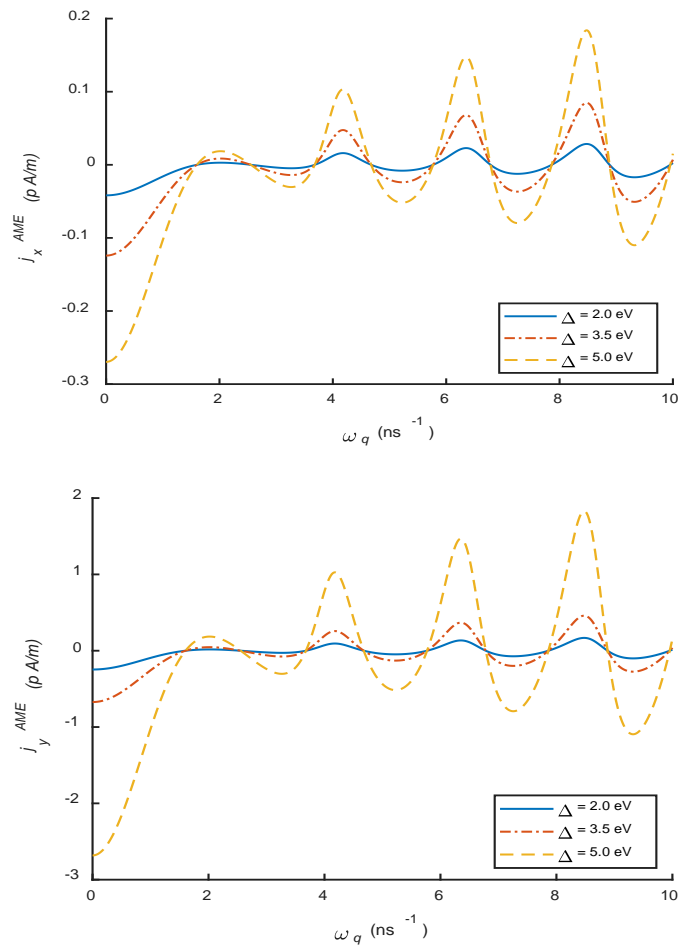 0.2
0.1
0
-0.1
-0.2
-0.3
j x AME (p A/m)
Δ = 2.0 eV
Δ = 3.5 eV
Δ = 5.0 eV
0 2 4 6 8 10
ω q (ns -1 )
2
1
0
-1
-2
-3
j y AME (p A/m)
Δ = 2.0 eV
Δ = 3.5 eV
Δ = 5.0 eV
0 2 4 6 8 10
ω q (ns -1 )